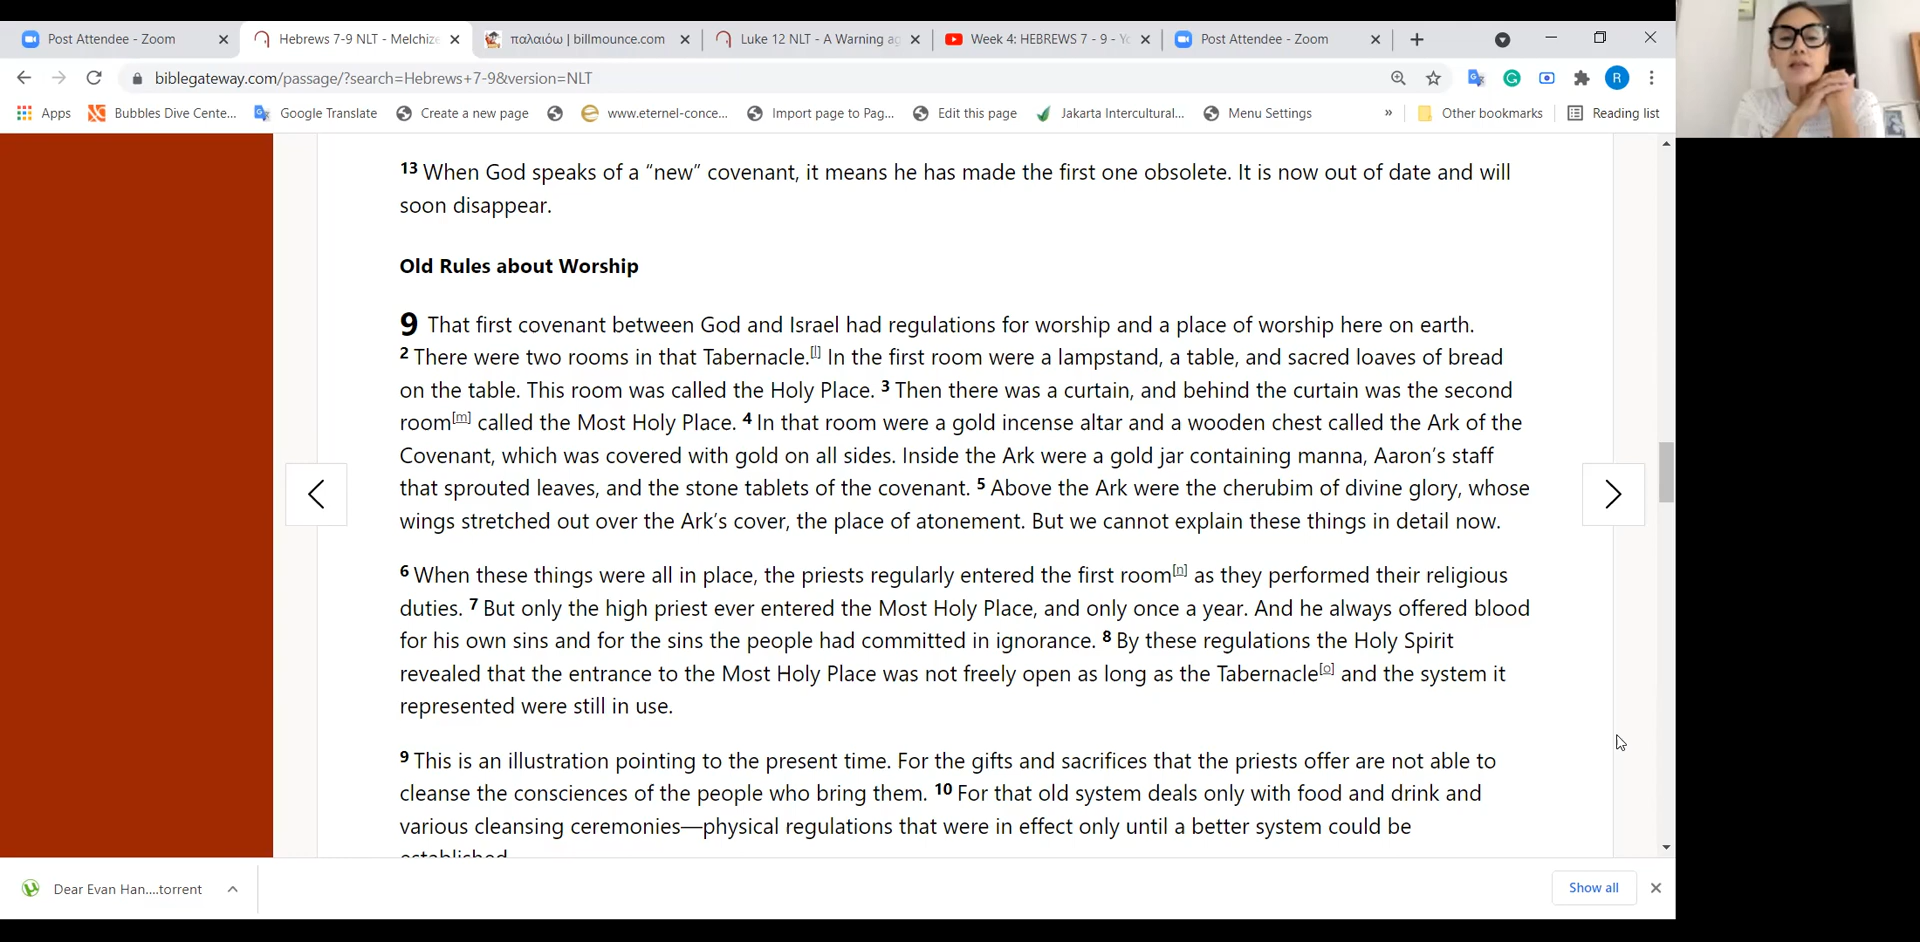 Post Attendee - Zoom
Hebrews 7-9 NLT - Melchize
παλαιόω | billmounce.com
Luke 12 NLT - A Warning ag
Week 4: HEBREWS 7 - 9 - Yo
Post Attendee - Zoom
biblegateway.com/passage/?search=Hebrews+7-9&version=NLT
R
Apps
Bubbles Dive Cente...
Google Translate
Create a new page
www.eternel-conce...
Import page to Pag...
Edit this page
Jakarta Intercultural...
Menu Settings
»
Other bookmarks
Reading list
13 When God speaks of a “new” covenant, it means he has made the first one obsolete. It is now out of date and will
soon disappear.
Old Rules about Worship
9 That first covenant between God and Israel had regulations for worship and a place of worship here on earth.
2 There were two rooms in that Tabernacle.[l] In the first room were a lampstand, a table, and sacred loaves of bread
on the table. This room was called the Holy Place. 3 Then there was a curtain, and behind the curtain was the second
room[m] called the Most Holy Place. 4 In that room were a gold incense altar and a wooden chest called the Ark of the
Covenant, which was covered with gold on all sides. Inside the Ark were a gold jar containing manna, Aaron’s staff
that sprouted leaves, and the stone tablets of the covenant. 5 Above the Ark were the cherubim of divine glory, whose
wings stretched out over the Ark’s cover, the place of atonement. But we cannot explain these things in detail now.
6 When these things were all in place, the priests regularly entered the first room[n] as they performed their religious
duties. 7 But only the high priest ever entered the Most Holy Place, and only once a year. And he always offered blood
for his own sins and for the sins the people had committed in ignorance. 8 By these regulations the Holy Spirit
revealed that the entrance to the Most Holy Place was not freely open as long as the Tabernacle[o] and the system it
represented were still in use.
9 This is an illustration pointing to the present time. For the gifts and sacrifices that the priests offer are not able to
cleanse the consciences of the people who bring them. 10 For that old system deals only with food and drink and
various cleansing ceremonies—physical regulations that were in effect only until a better system could be
established.
Dear Evan Han....torrent
Show all